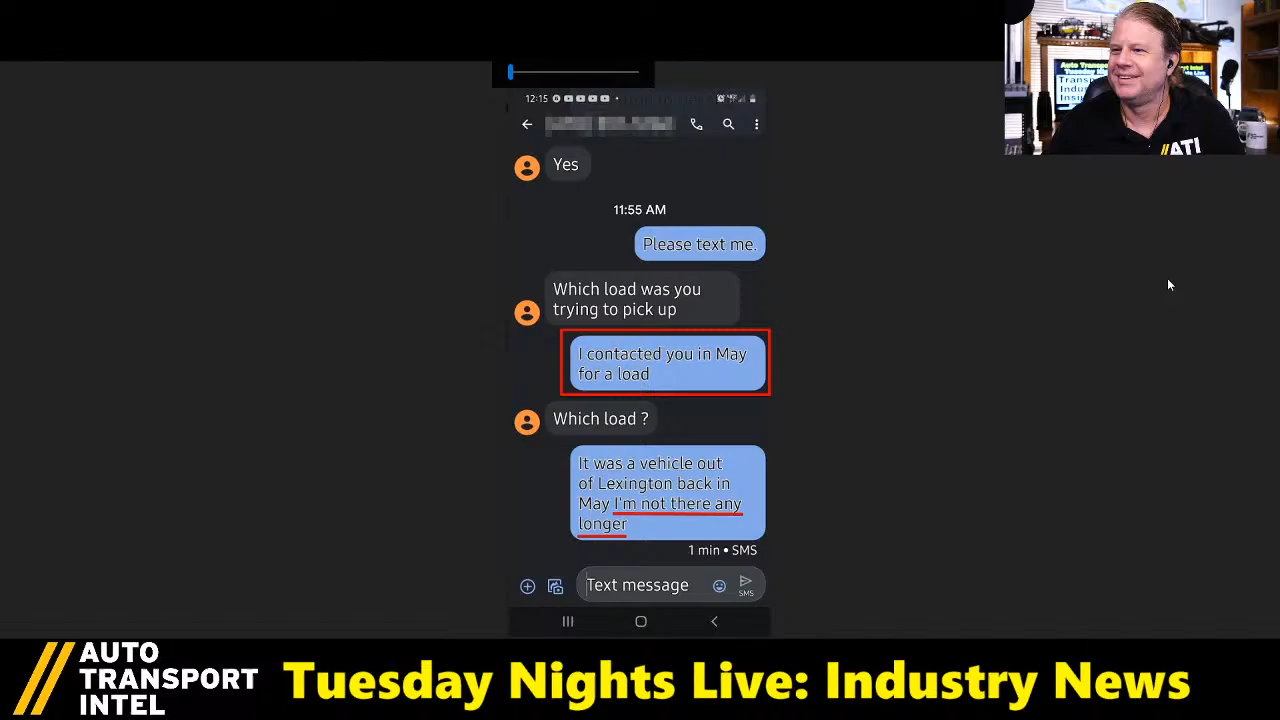 12:15
Yes
11:55 AM
Please text me.
Which load was you
trying to pick up
I contacted you in May
for a load
Which load ?
It was a vehicle out
of Lexington back in
May I'm not there any
longer
1 min • SMS
Text message
SMS
ATI
AUTO
TRANSPORT
INTEL
Tuesday Nights Live: Industry News